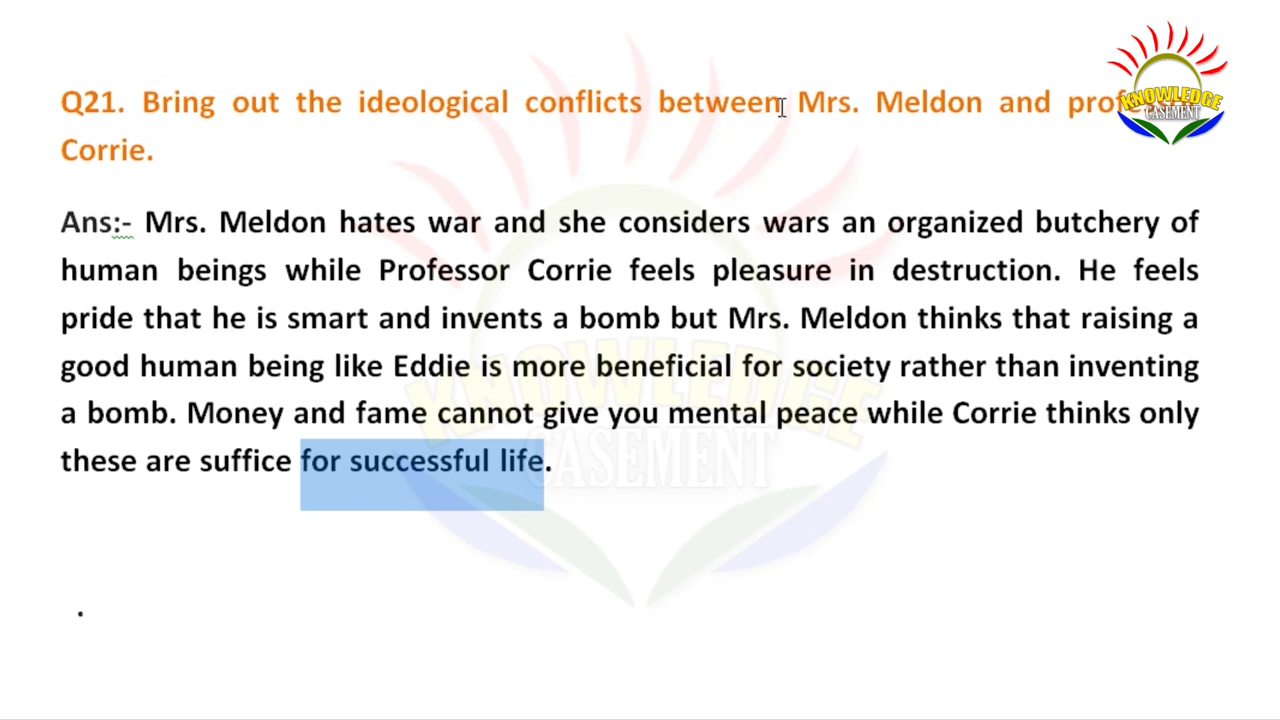 Q21. Bring out the ideological conflicts between Mrs. Meldon and
Corrie.
KNOWLEDGE
CASEMENT
Ans:- Mrs. Meldon hates war and she considers wars an organized butchery of
human beings while Professor Corrie feels pleasure in destruction. He feels
pride that he is smart and invents a bomb but Mrs. Meldon thinks that raising a
good human being like Eddie is more beneficial for society rather than inventing
a bomb. Money and fame cannot give you mental peace while Corrie thinks only
these are suffice for successful life.
KNOWLEDGE
CASEMENT
.